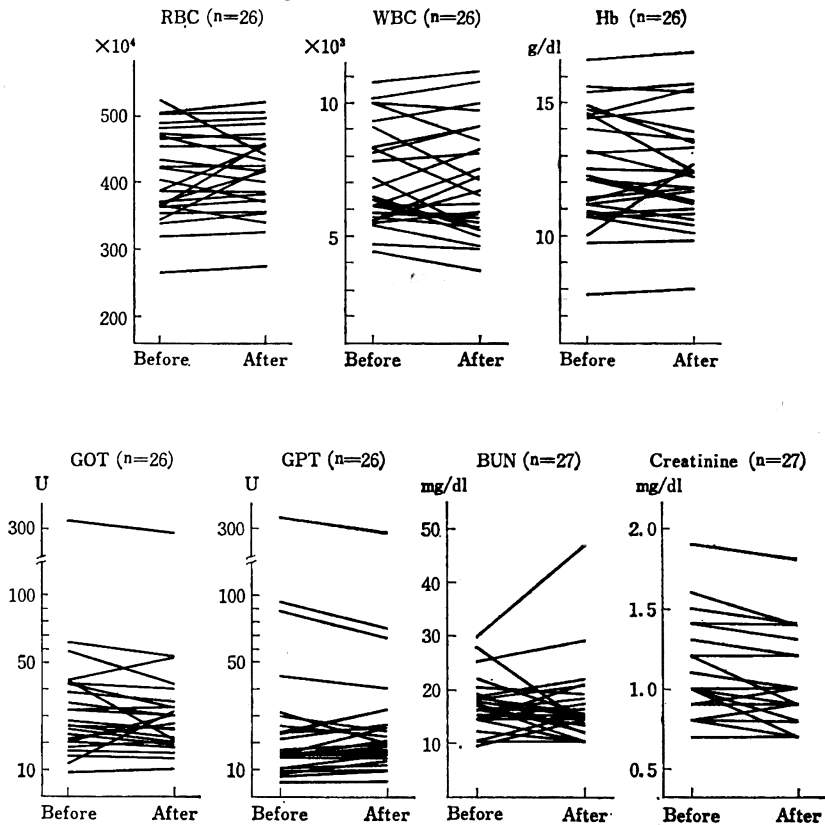 RBC (n=26)
×10⁴
500
400
300
200
Before.
After
WBC (n=26)
×10³
10
5
Before
After
Hb (n=26)
g/dl
15
10
Before
After
GOT (n=26)
U
300
100
50
10
Before
After
GPT (n=26)
U
300
100
50
10
Before
After
BUN (n=27)
mg/dl
50
40
30
20
10
0
Before
After
Creatinine (n=27)
mg/dl
2.0
1.5
1.0
0.5
Before
After